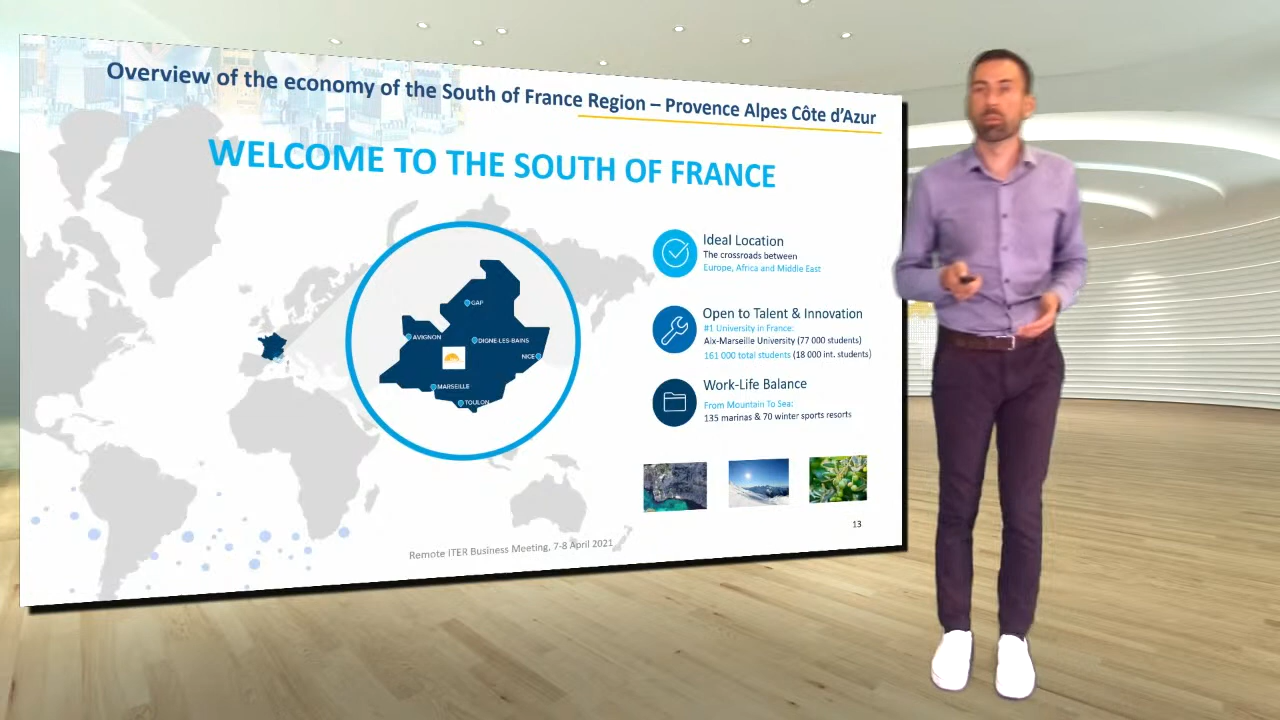 Overview of the economy of the South of France Region – Provence Alpes Côte d’Azur
WELCOME TO THE SOUTH OF FRANCE
GAP
AVIGNON
DIGNE-LES-BAINS
NICE
MARSEILLE
TOULON
Ideal Location
The crossroads between
Europe, Africa and Middle East
Open to Talent & Innovation
#1 University in France:
Aix-Marseille University (77 000 students)
161 000 total students (18 000 int. students)
Work-Life Balance
From Mountain To Sea:
135 marinas & 70 winter sports resorts
13
Remote ITER Business Meeting, 7-8 April 2021